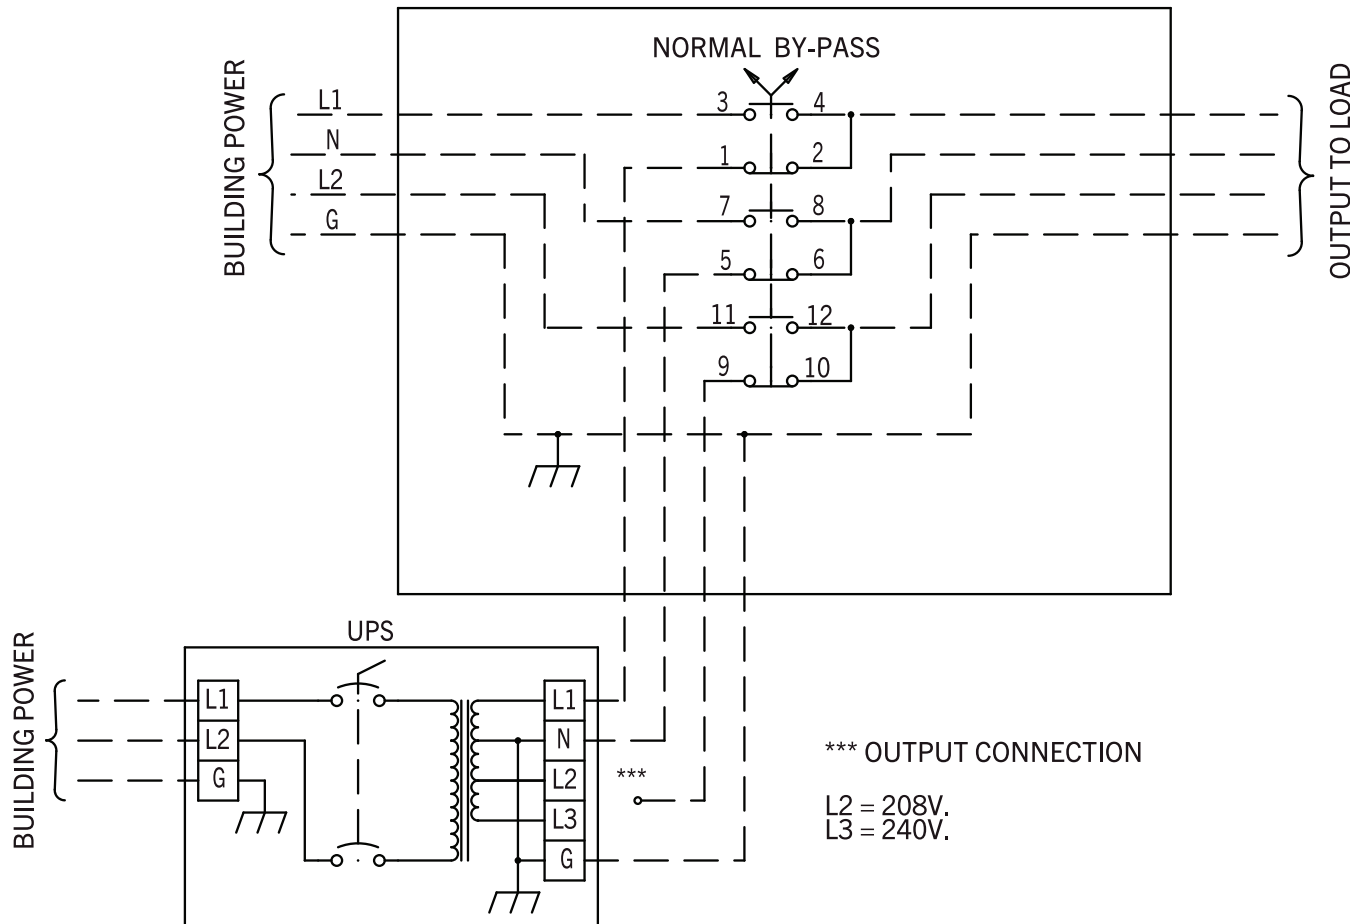 NORMAL BY-PASS
BUILDING POWER
L1
N
L2
G
3 4
1 2
7 8
5 6
11 12
9 10
OUTPUT TO LOAD
UPS
BUILDING POWER
L1
L2
G
L1
N
L2
L3
G
***
*** OUTPUT CONNECTION
L2 = 208V.
L3 = 240V.